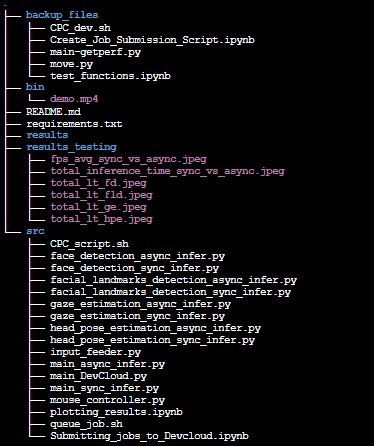 .
├── backup_files
│   ├── CPC_dev.sh
│   ├── Create_Job_Submission_Script.ipynb
│   ├── main-getperf.py
│   ├── move.py
│   └── test_functions.ipynb
├── bin
│   └── demo.mp4
├── README.md
├── requirements.txt
├── results
├── results_testing
│   ├── fps_avg_sync_vs_async.jpeg
│   ├── total_inference_time_sync_vs_async.jpeg
│   ├── total_lt_fd.jpeg
│   ├── total_lt_fld.jpeg
│   ├── total_lt_ge.jpeg
│   └── total_lt_hpe.jpeg
└── src
    ├── CPC_script.sh
    ├── face_detection_async_infer.py
    ├── face_detection_sync_infer.py
    ├── facial_landmarks_detection_async_infer.py
    ├── facial_landmarks_detection_sync_infer.py
    ├── gaze_estimation_async_infer.py
    ├── gaze_estimation_sync_infer.py
    ├── head_pose_estimation_async_infer.py
    ├── head_pose_estimation_sync_infer.py
    ├── input_feeder.py
    ├── main_async_infer.py
    ├── main_DevCloud.py
    ├── main_sync_infer.py
    ├── mouse_controller.py
    ├── plotting_results.ipynb
    ├── queue_job.sh
    └── Submitting_jobs_to_Devcloud.ipynb